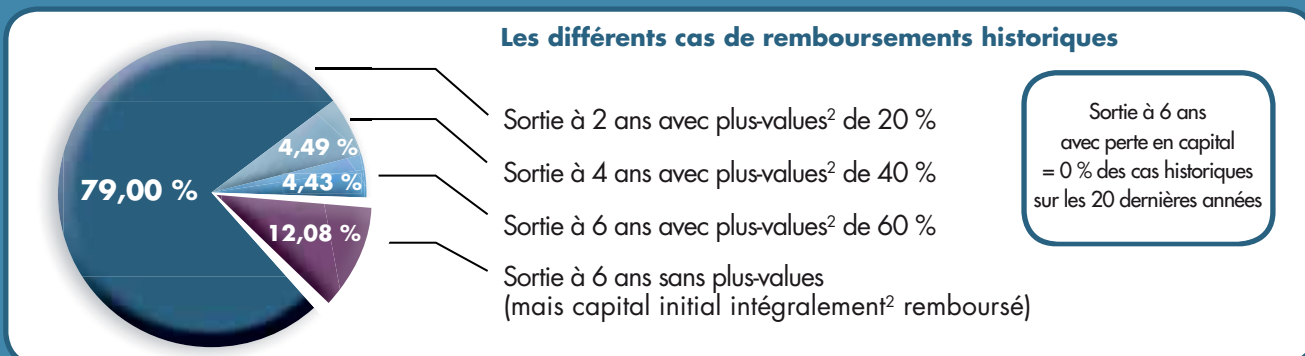 Les différents cas de remboursements historiques
79,00 %
4,49 %
4,43 %
12,08 %
Sortie à 2 ans avec plus-values² de 20 %
Sortie à 4 ans avec plus-values² de 40 %
Sortie à 6 ans avec plus-values² de 60 %
Sortie à 6 ans sans plus-values
(mais capital initial intégralement² remboursé)
Sortie à 6 ans
avec perte en capital
= 0 % des cas historiques
sur les 20 dernières années